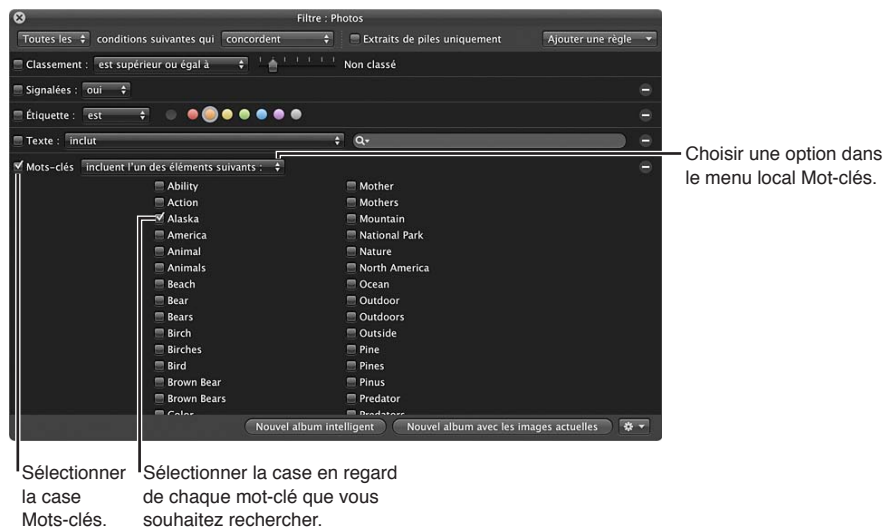 Filtre : Photos
Toutes les conditions suivantes qui concordent Extraits de piles uniquement Ajouter une règle
Classement : est supérieur ou égal à Non classé
Signalées : oui
Étiquette : est
Texte : inclut
Mots-clés incluent l'un des éléments suivants :
Ability Mother
Action Mothers
Alaska Mountain
America National Park
Animal Nature
Animals North America
Beach Ocean
Bear Outdoor
Bears Outdoors
Birch Outside
Birches Pine
Bird Pines
Brown Bear Pinus
Brown Bears Predator
Color Predators
Nouvel album intelligent Nouvel album avec les images actuelles
Choisir une option dans
le menu local Mot-clés.
Sélectionner
la case
Mots-clés.
Sélectionner la case en regard
de chaque mot-clé que vous
souhaitez rechercher.